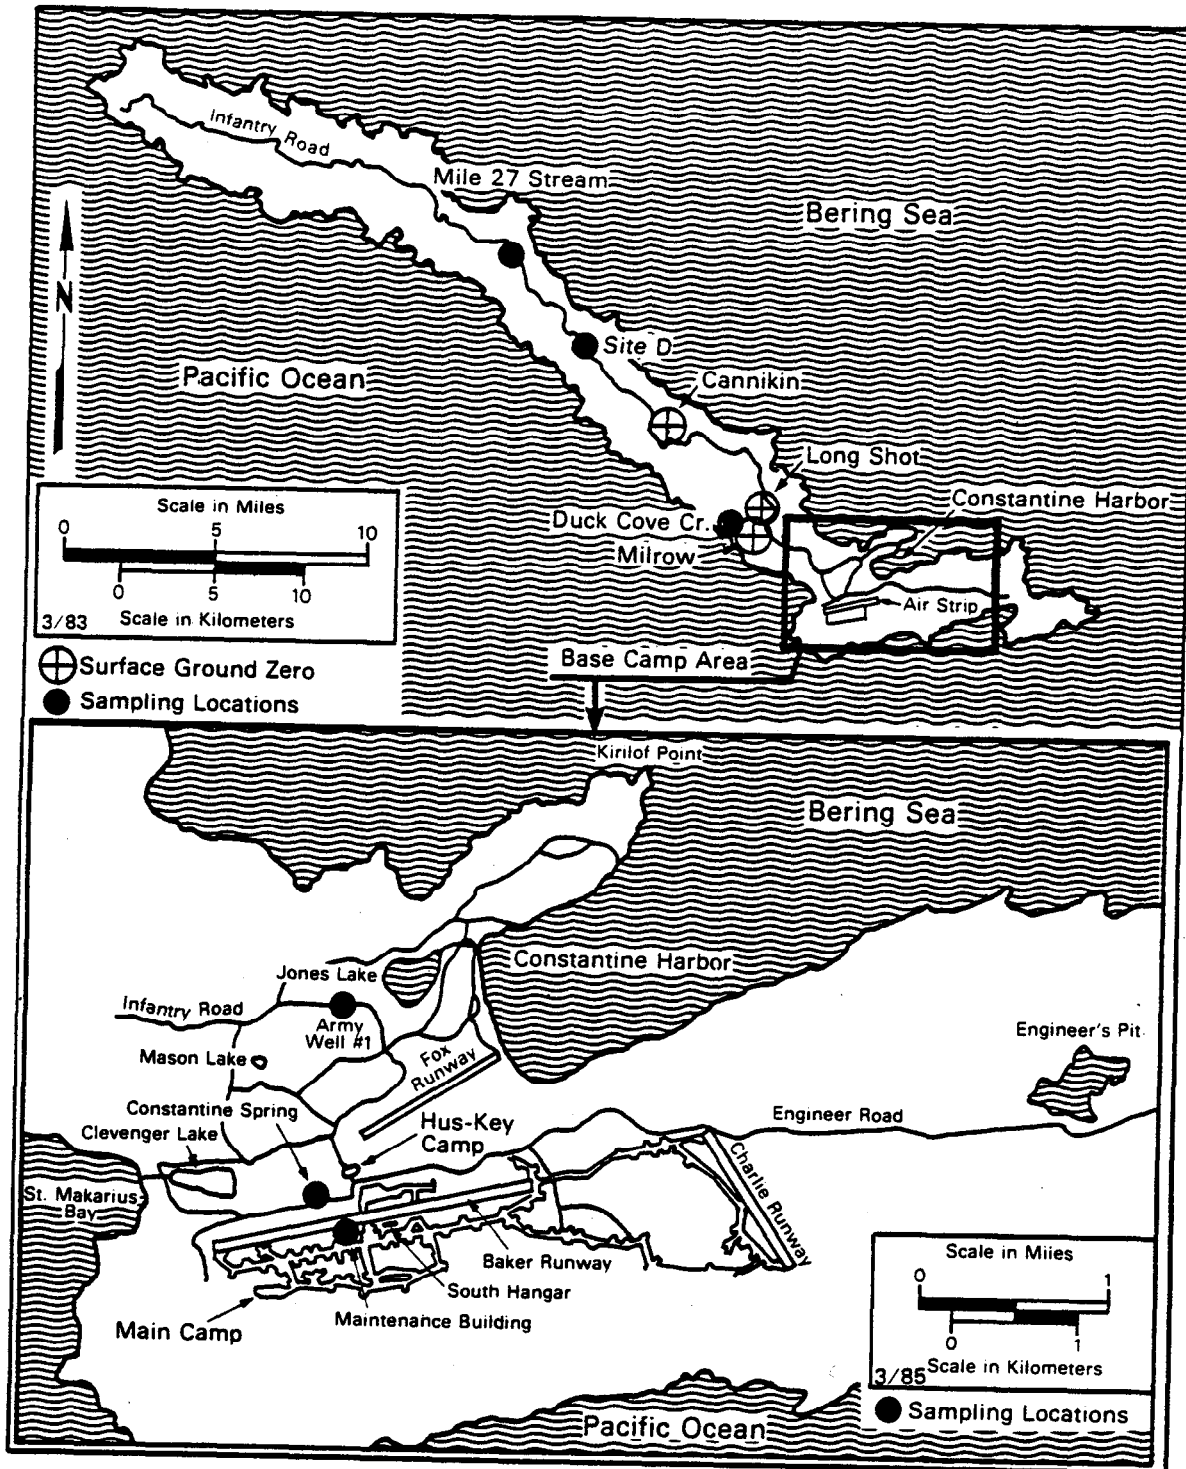 Infantry Road
Mile 27 Stream
Bering Sea
N
Site D
Pacific Ocean
Cannikin
Long Shot
Constantine Harbor
Duck Cove Cr.
Milrow
Air Strip
Scale in Miles
0 5 10
0 5 10
Scale in Kilometers
3/83
Surface Ground Zero
Sampling Locations
Base Camp Area
Kirilof Point
Bering Sea
Constantine Harbor
Jones Lake
Infantry Road
Army
Well #1
Mason Lake
Fox
Runway
Engineer's Pit
Constantine Spring
Clevenger Lake
Hus-Key
Camp
Engineer Road
St. Makarius
Bay
Charlie Runway
Baker Runway
South Hangar
Maintenance Building
Main Camp
Scale in Miles
0 1
0 1
Scale in Kilometers
3/85
Sampling Locations
Pacific Ocean